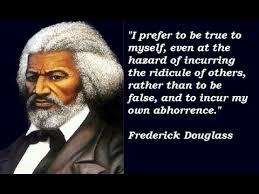 "I prefer to be true to
myself, even at the
hazard of incurring
the ridicule of others,
rather than to be
false, and to incur my
own abhorrence."
Frederick Douglass